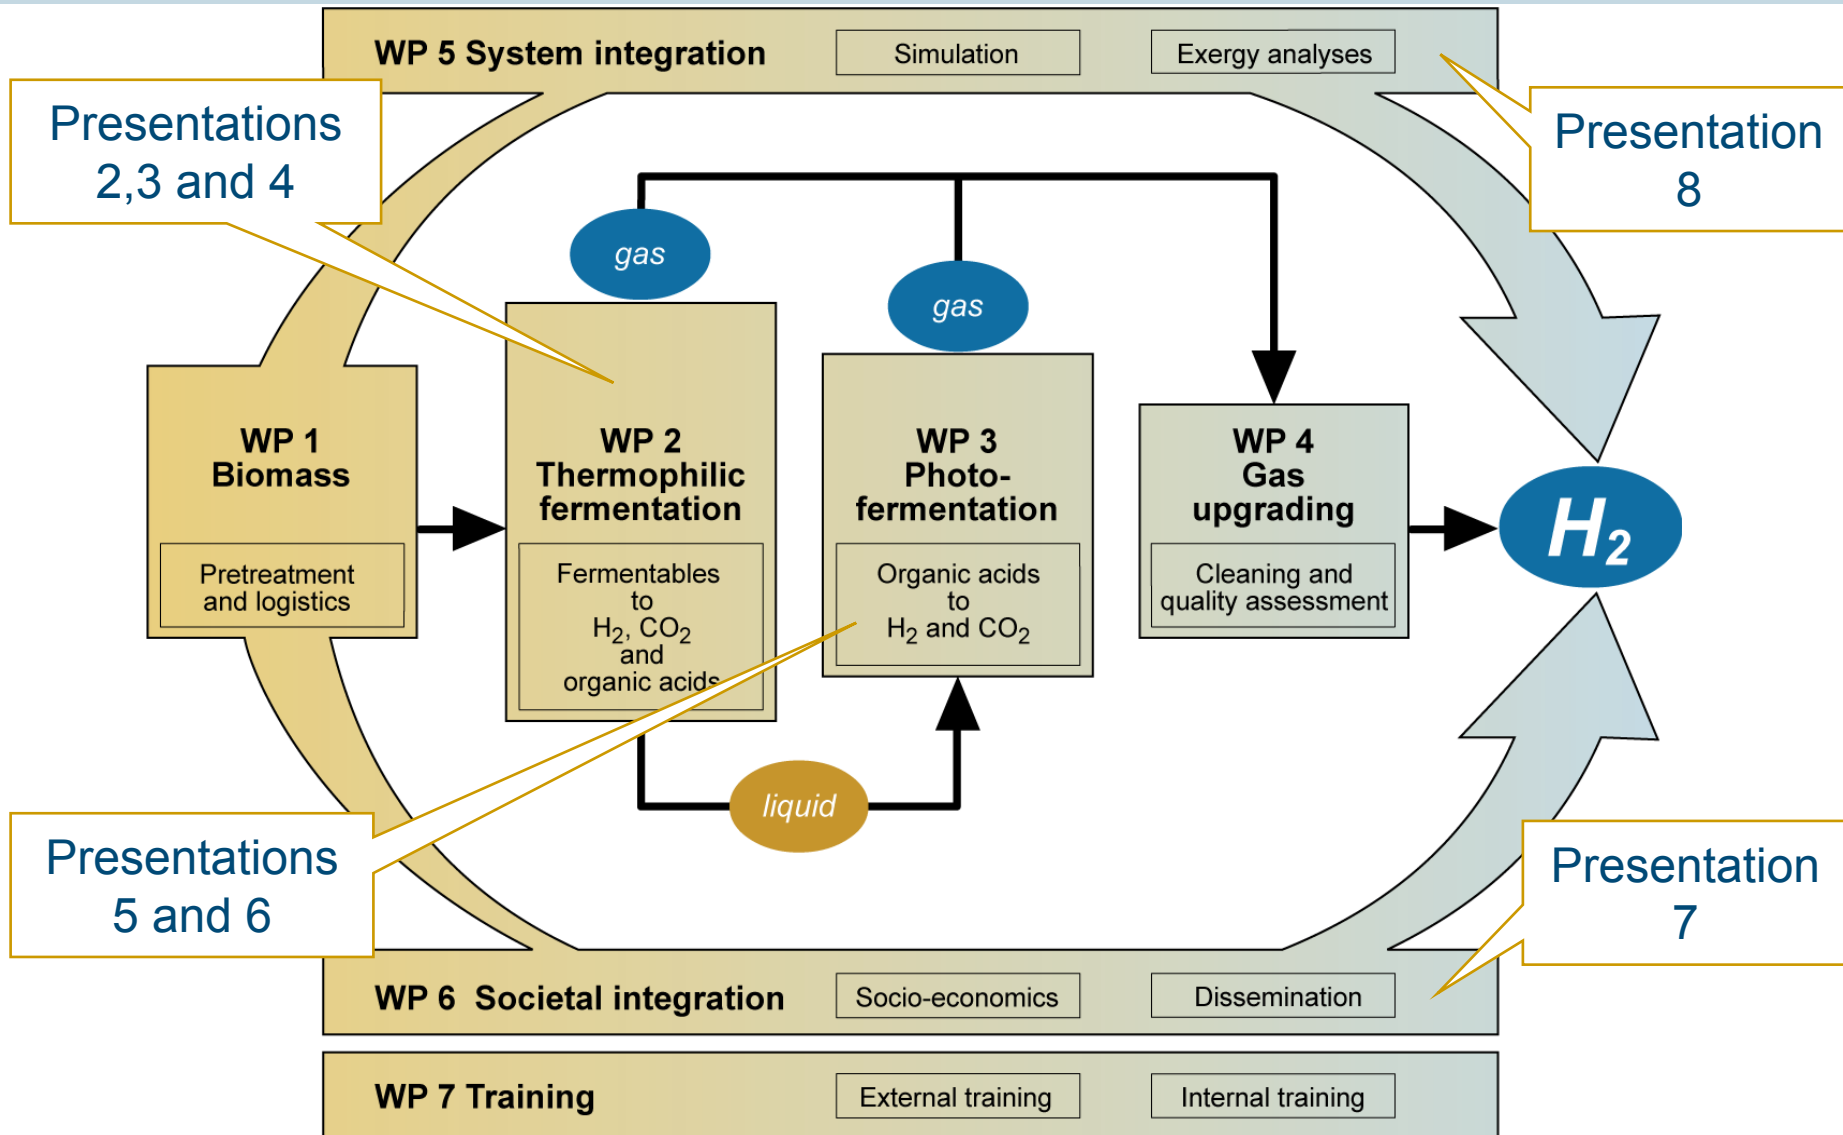 WP 5 System integration
Simulation
Exergy analyses
Presentations
2,3 and 4
Presentation
8
gas
gas
WP 1
Biomass
Pretreatment
and logistics
WP 2
Thermophilic
fermentation
Fermentables
to
H2, CO2
and
organic acids
WP 3
Photo-
fermentation
Organic acids
to
H2 and CO2
WP 4
Gas
upgrading
Cleaning and
quality assessment
H2
liquid
Presentations
5 and 6
Presentation
7
WP 6 Societal integration
Socio-economics
Dissemination
WP 7 Training
External training
Internal training